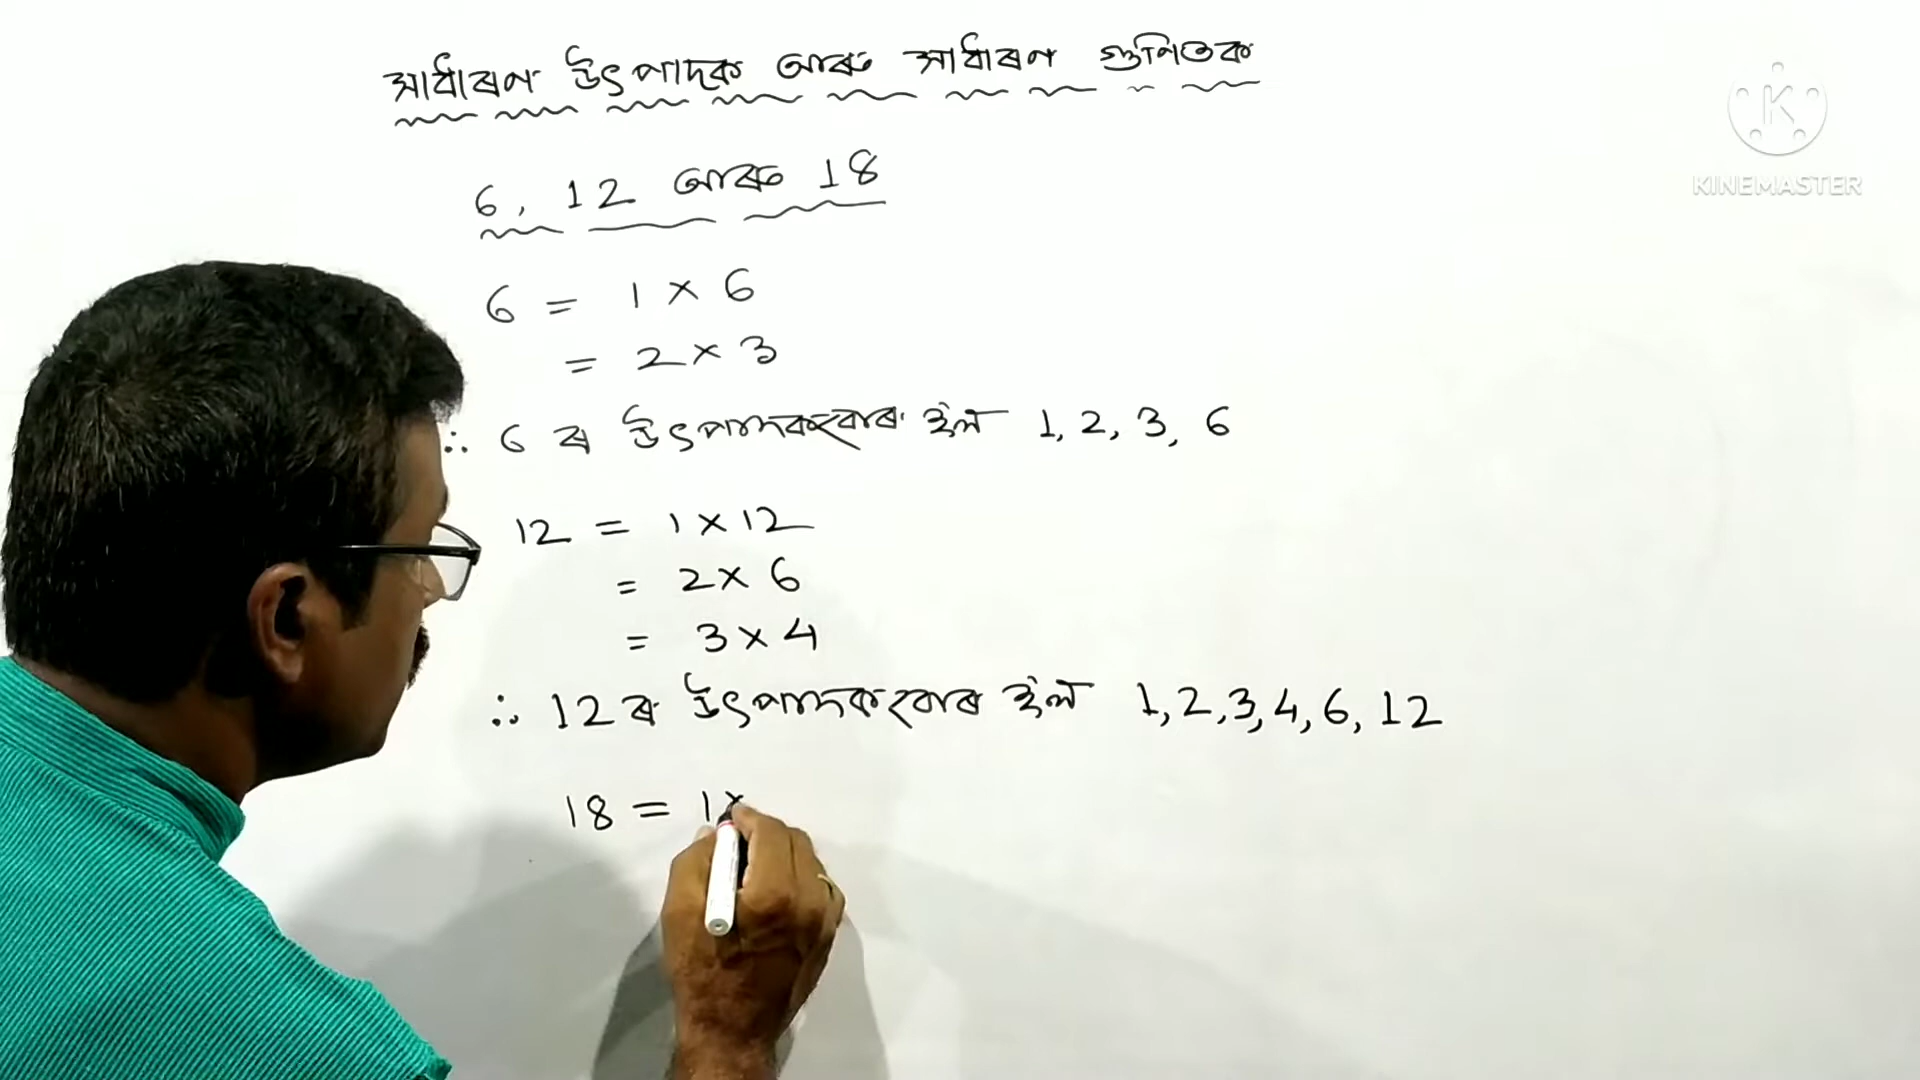 সাধাৰণ উৎপাদক আৰু সাধাৰণ গুণিতক
KINEMASTER
6, 12 আৰু 18
6 = 1 × 6
= 2 × 3
∴ 6 ৰ উৎপাদকবোৰ হ'ল 1, 2, 3, 6
12 = 1 × 12
= 2 × 6
= 3 × 4
∴ 12 ৰ উৎপাদকবোৰ হ'ল 1, 2, 3, 4, 6, 12
18 = 1 ×